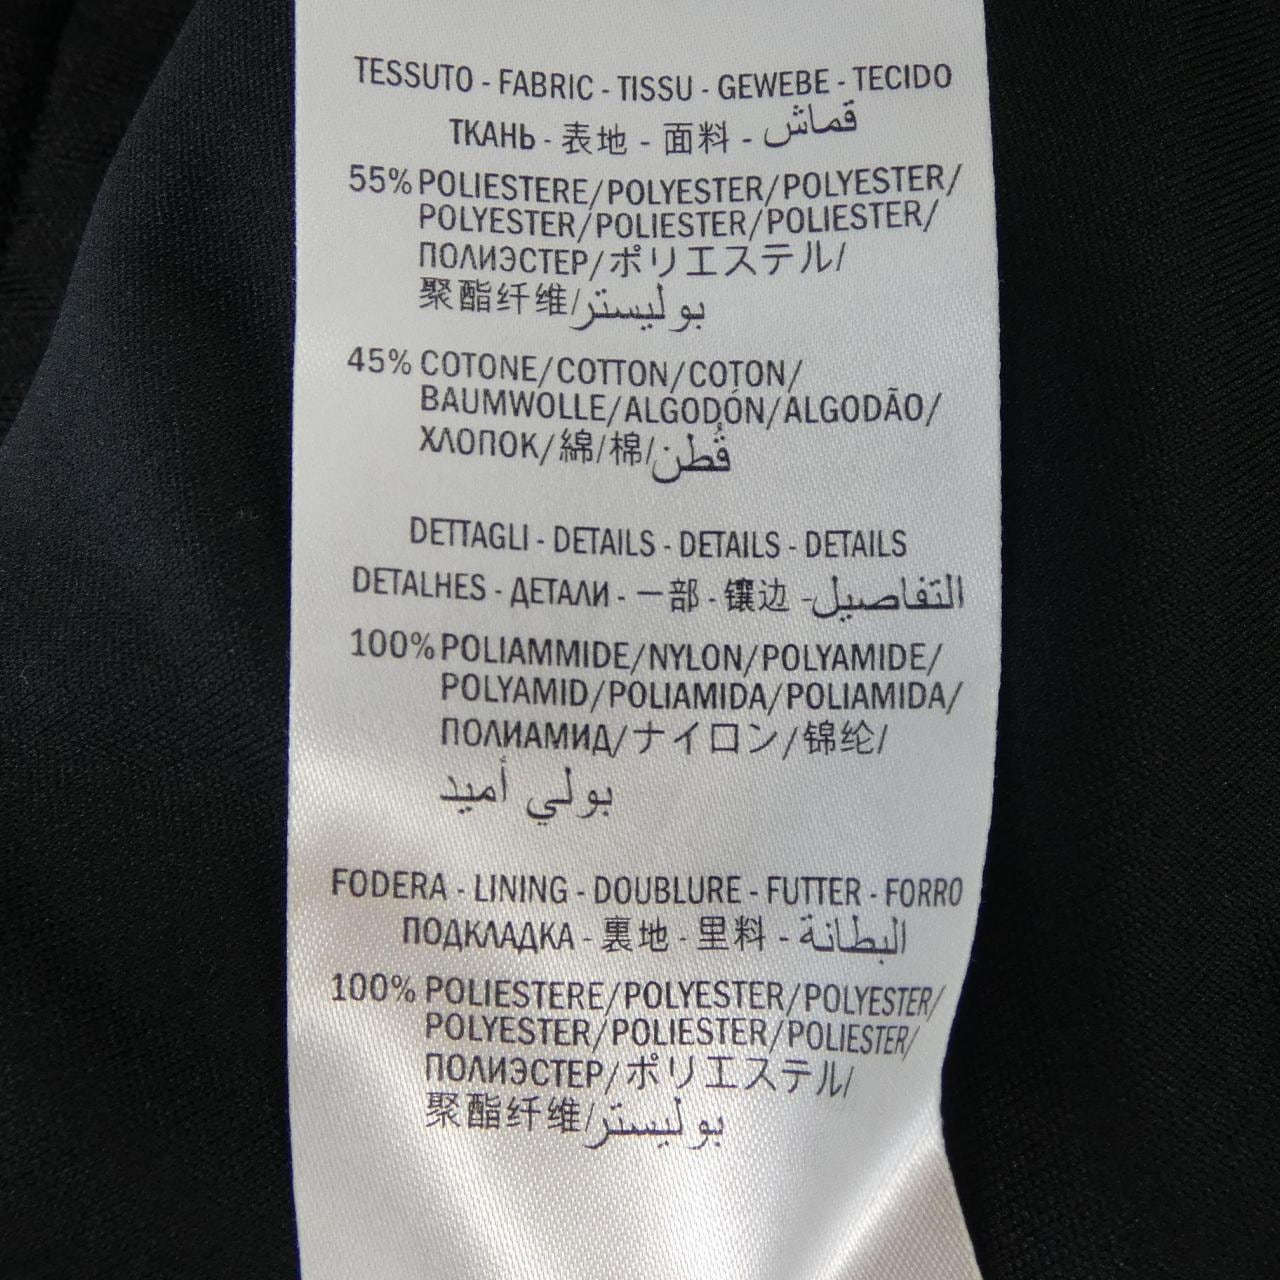 TESSUTO - FABRIC - TISSU - GEWEBE - TECIDO
ТКАНЬ - 表地 - 面料 - قماش
55% POLIESTERE/POLYESTER/POLYESTER/
POLYESTER/POLIESTER/POLIESTER/
ПОЛИЭСТЕР/ポリエステル/
聚酯纤维/بوليستر
45% COTONE/COTTON/COTON/
BAUMWOLLE/ALGODÓN/ALGODÃO/
ХЛОПОК/綿/棉/قُطن
DETTAGLI - DETAILS - DETAILS - DETAILS
DETALHES - ДЕТАЛИ - 一部 - 镶边 - التفاصيل
100% POLIAMMIDE/NYLON/POLYAMIDE/
POLYAMID/POLIAMIDA/POLIAMIDA/
ПОЛИАМИД/ナイロン/锦纶/
بولي أميد
FODERA - LINING - DOUBLURE - FUTTER - FORRO
ПОДКЛАДКА - 裏地 - 里料 - البطانة
100% POLIESTERE/POLYESTER/POLYESTER/
POLYESTER/POLIESTER/POLIESTER/
ПОЛИЭСТЕР/ポリエステル/
聚酯纤维/بوليستر